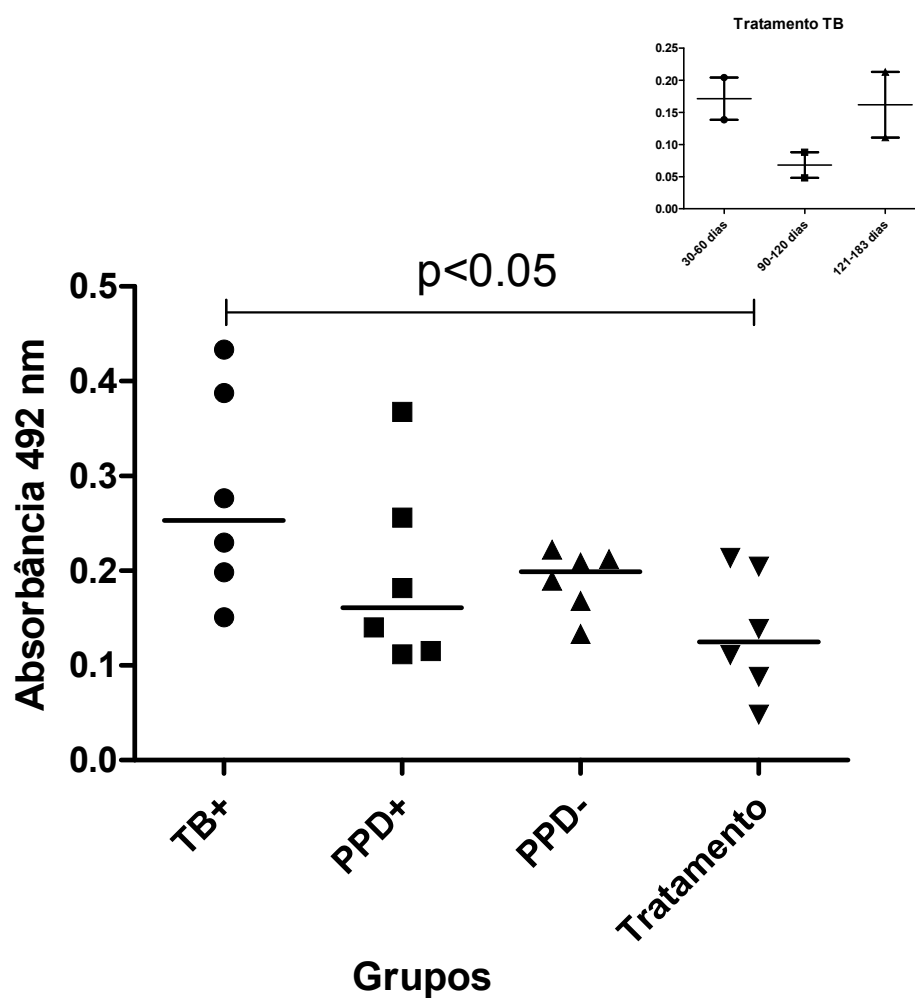 Tratamento TB
0.25
0.20
0.15
0.10
0.05
0.00
30-60 dias
90-120 dias
121-183 dias
p<0.05
0.5
0.4
0.3
0.2
0.1
0.0
Absorbância 492 nm
TB+
PPD+
PPD-
Tratamento
Grupos